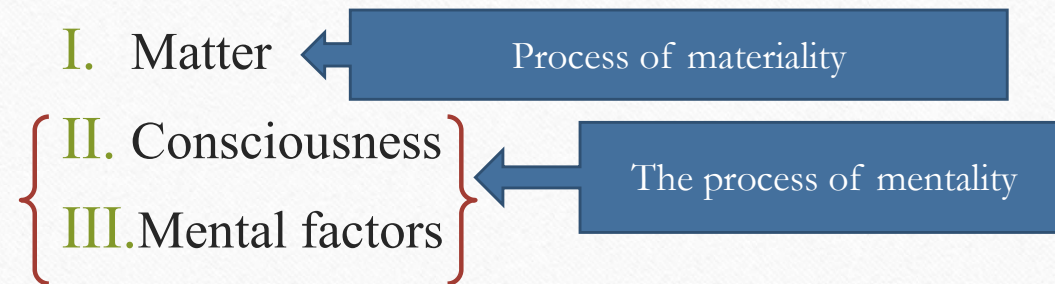 I. Matter
Process of materiality
II. Consciousness
The process of mentality
III.Mental factors